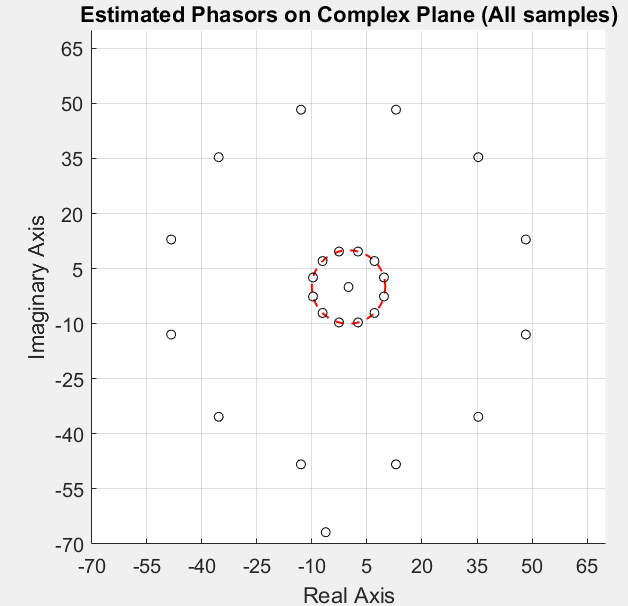 Estimated Phasors on Complex Plane (All samples)
65
50
35
20
5
-10
-25
-40
-55
-70
Imaginary Axis
-70 -55 -40 -25 -10 5 20 35 50 65
Real Axis